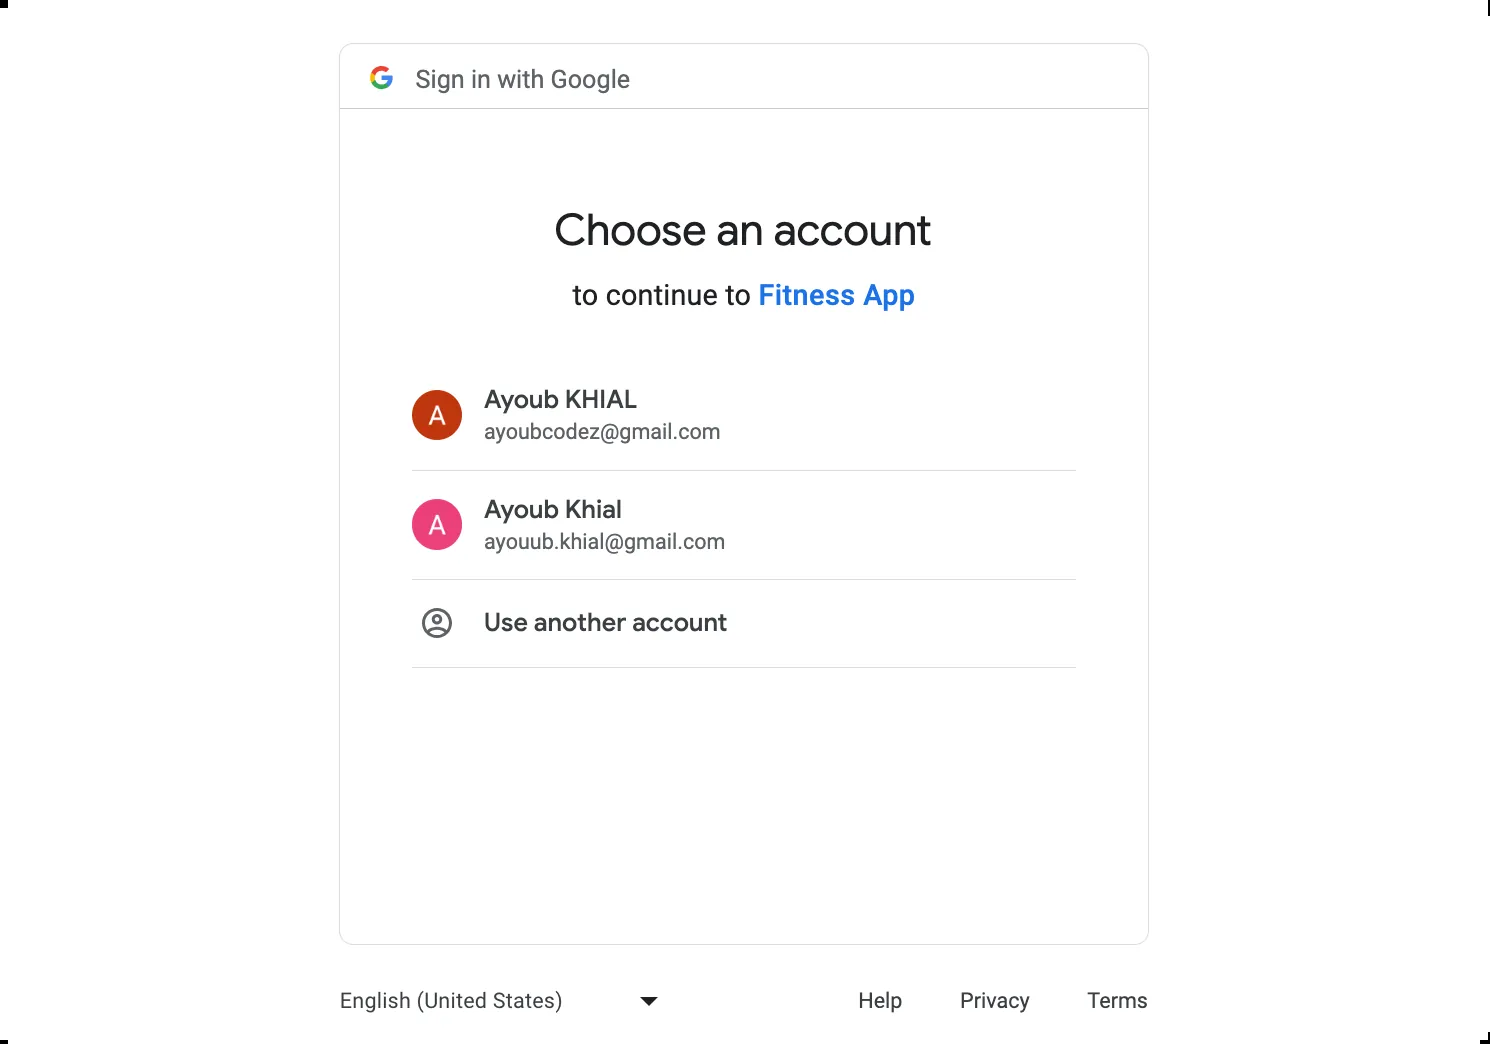 Sign in with Google
Choose an account
to continue to Fitness App
A
Ayoub KHIAL
ayoubcodez@gmail.com
A
Ayoub Khial
ayouub.khial@gmail.com
Use another account
English (United States)
Help
Privacy
Terms